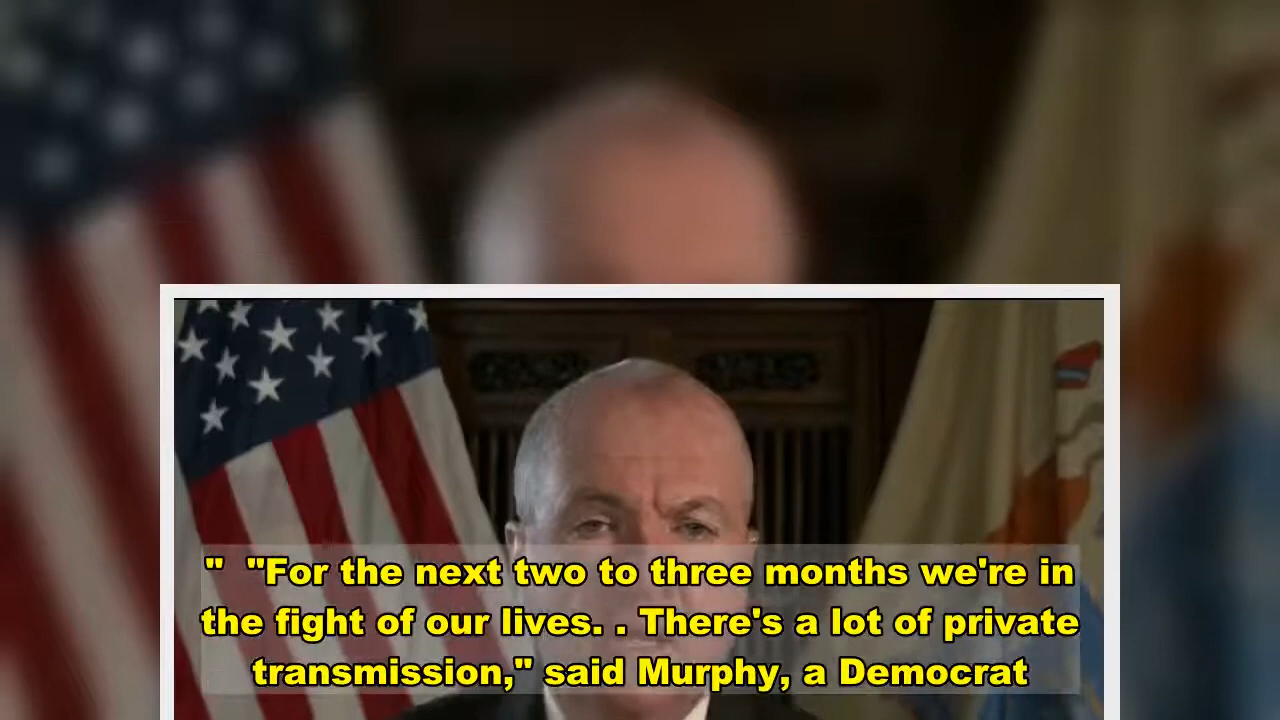 " "For the next two to three months we're in
the fight of our lives. . There's a lot of private
transmission," said Murphy, a Democrat